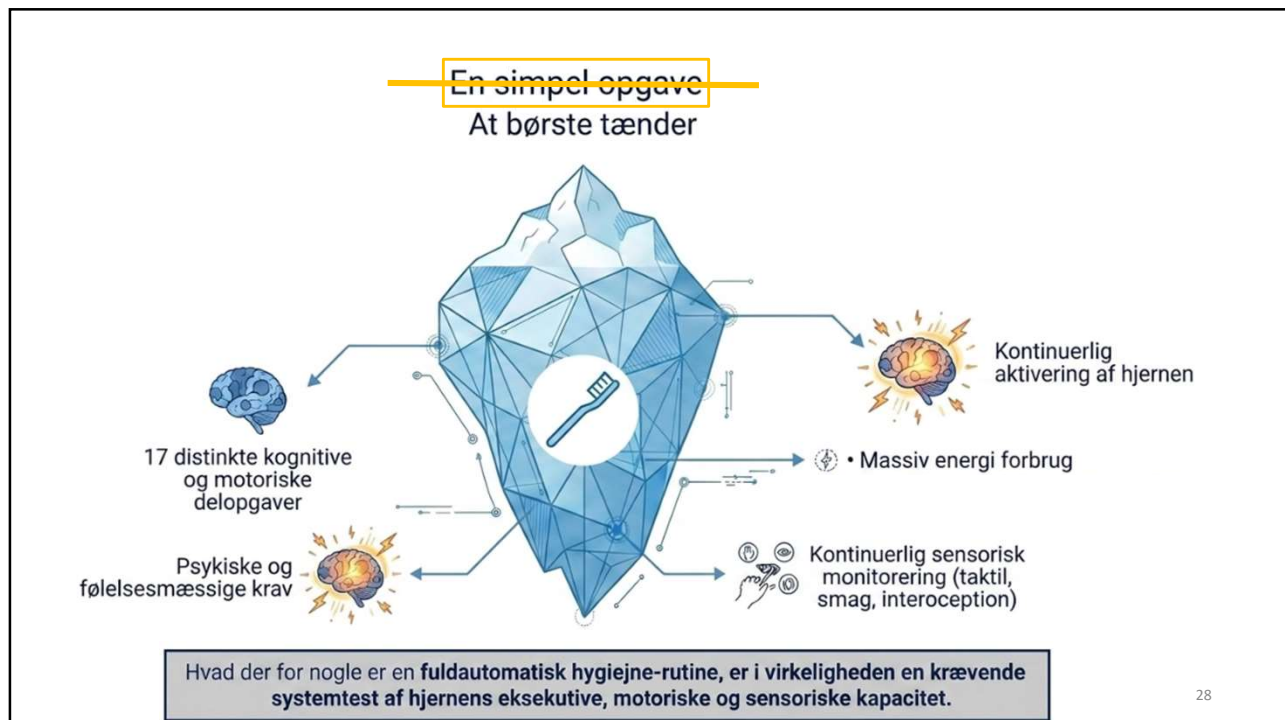 En simpel opgave
At børste tænder
17 distinkte kognitive
og motoriske
delopgaver
Psykiske og
følelsesmæssige krav
Kontinuerlig
aktivering af hjernen
• Massiv energi forbrug
Kontinuerlig sensorisk
monitorering (taktil,
smag, interoception)
Hvad der for nogle er en fuldautomatisk hygiejne-rutine, er i virkeligheden en krævende
systemtest af hjernens eksekutive, motoriske og sensoriske kapacitet.
28